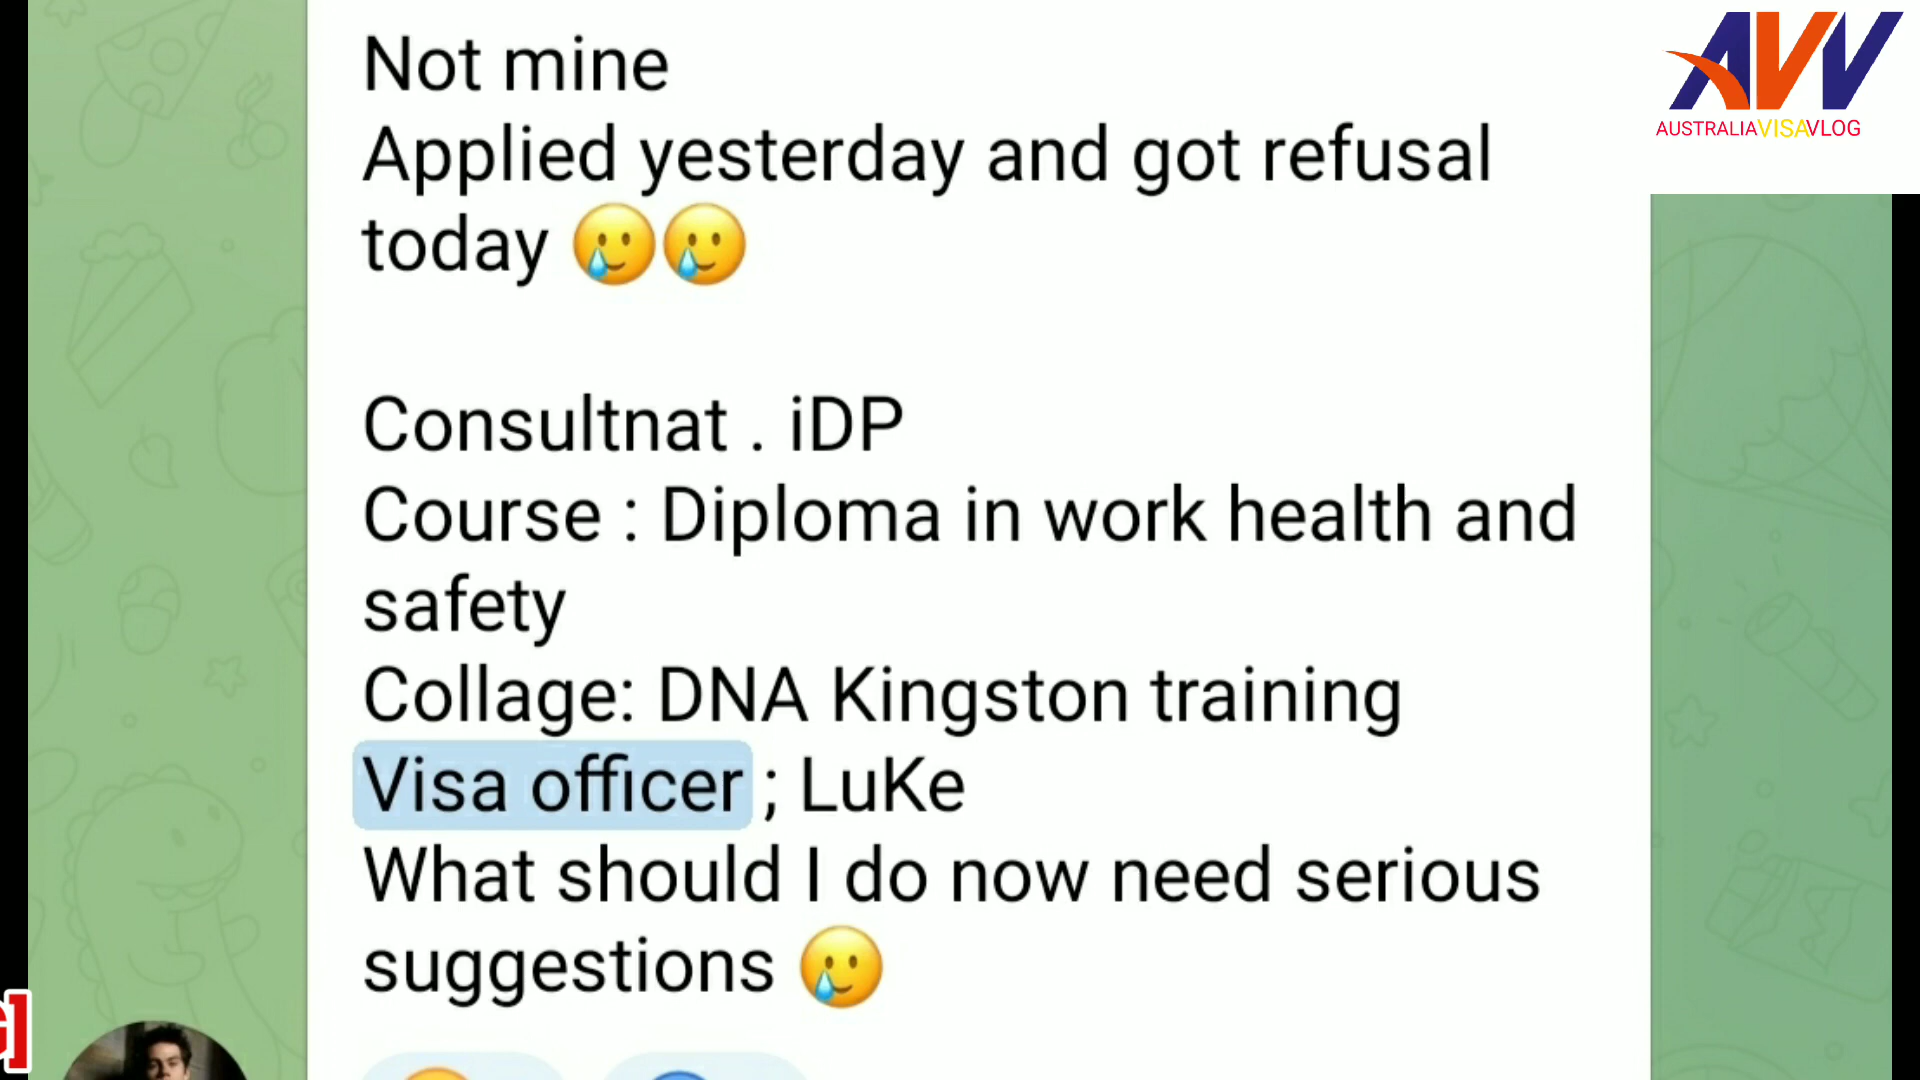 Not mine
Applied yesterday and got refusal
today 🥲🥲
Consultnat . iDP
Course : Diploma in work health and
safety
Collage: DNA Kingston training
Visa officer ; LuKe
What should I do now need serious
suggestions 🥲
AVV
AUSTRALIAVISAVLOG